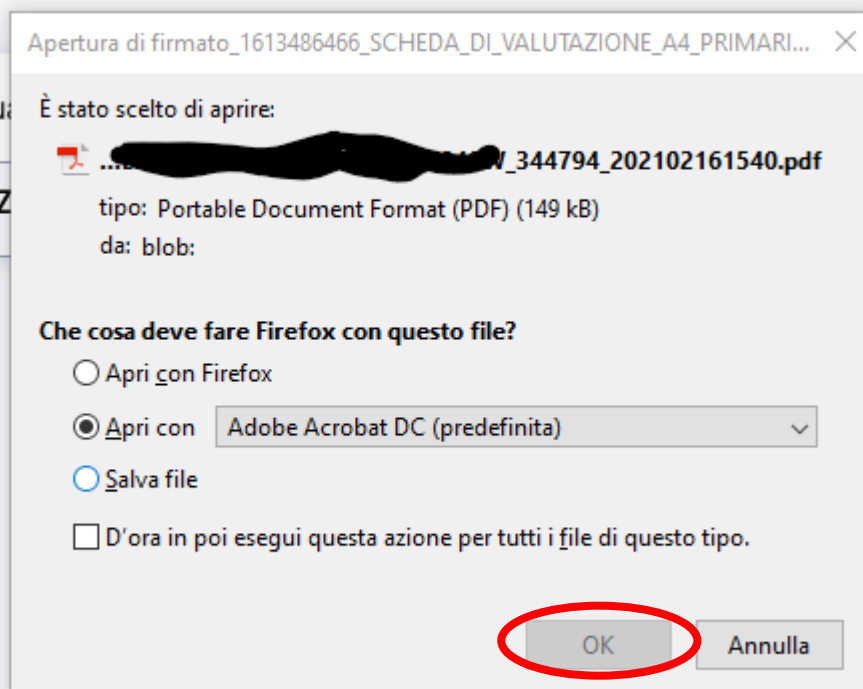 Apertura di firmato_1613486466_SCHEDA_DI_VALUTAZIONE_A4_PRIMARI...
È stato scelto di aprire:
_344794_202102161540.pdf
tipo: Portable Document Format (PDF) (149 kB)
da: blob:
Che cosa deve fare Firefox con questo file?
Apri con Firefox
Apri con Adobe Acrobat DC (predefinita)
Salva file
D'ora in poi esegui questa azione per tutti i file di questo tipo.
OK Annulla